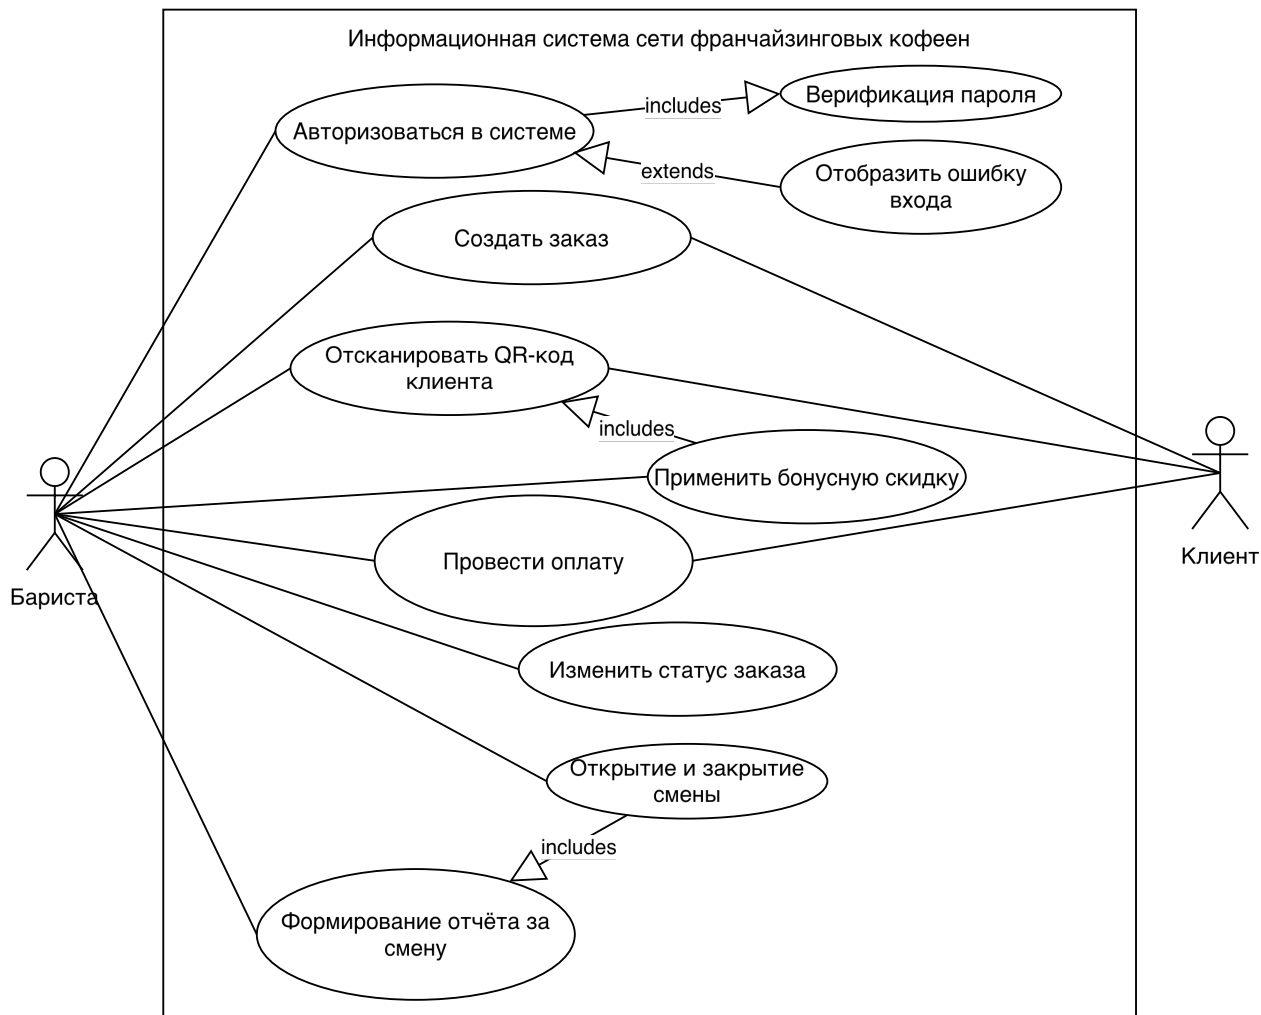 Информационная система сети франчайзинговых кофеен
Верификация пароля
includes
Авторизоваться в системе
extends
Отобразить ошибку
входа
Создать заказ
Отсканировать QR-код
клиента
includes
Применить бонусную скидку
Провести оплату
Клиент
Бариста
Изменить статус заказа
Открытие и закрытие
смены
includes
Формирование отчёта за
смену